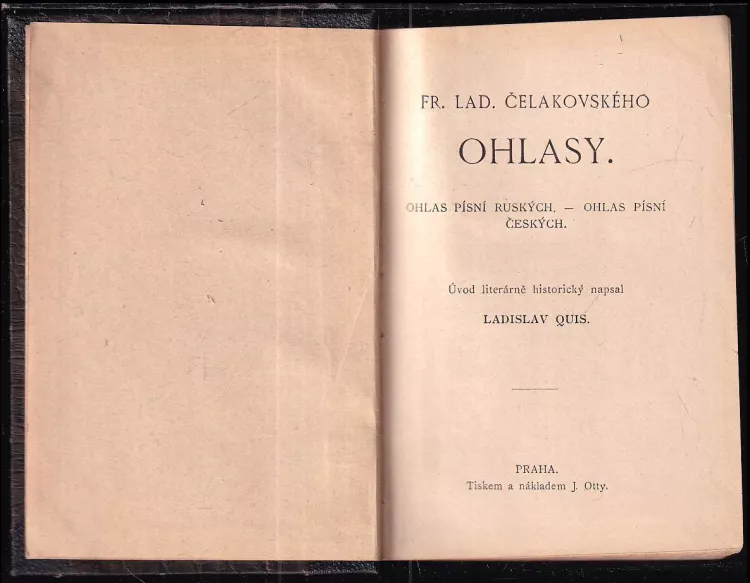 FR. LAD. ČELAKOVSKÉHO
OHLASY.
OHLAS PÍSNÍ RUSKÝCH. — OHLAS PÍSNÍ
ČESKÝCH.
Úvod literárně historický napsal
LADISLAV QUIS.
PRAHA.
Tiskem a nákladem J. Otty.